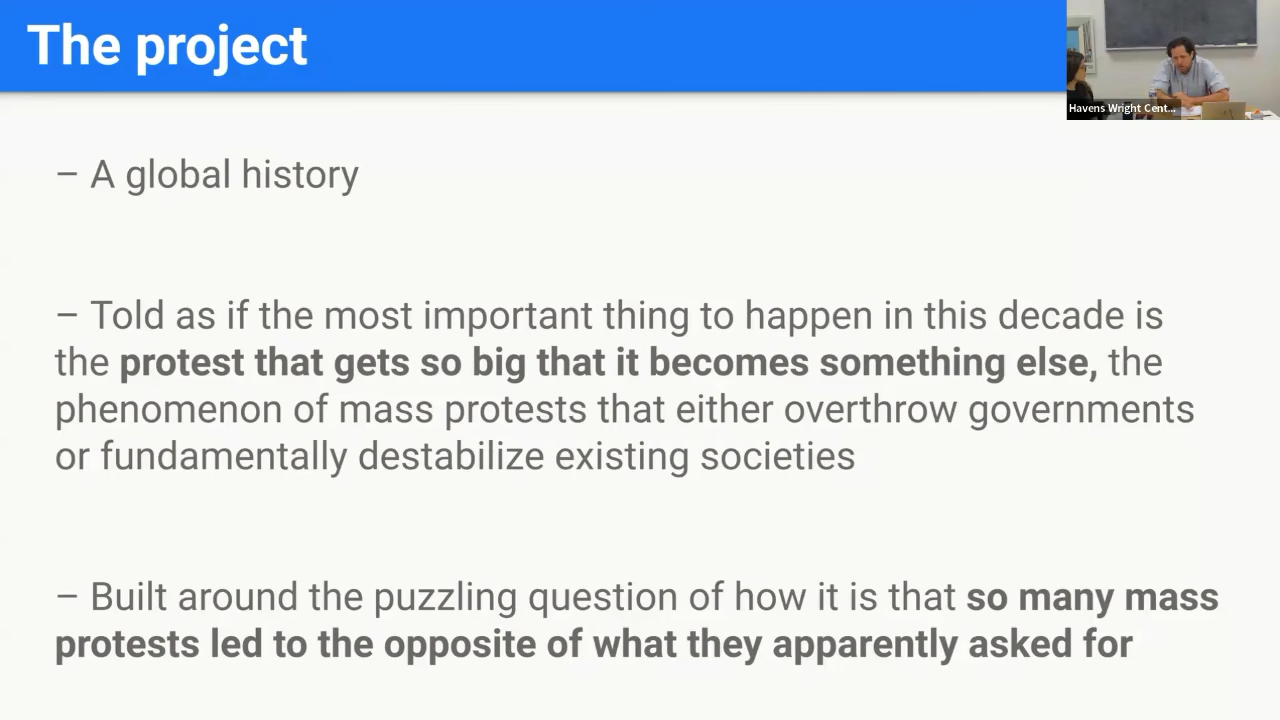 The project
Havens Wright Cent...
– A global history
– Told as if the most important thing to happen in this decade is
the protest that gets so big that it becomes something else, the
phenomenon of mass protests that either overthrow governments
or fundamentally destabilize existing societies
– Built around the puzzling question of how it is that so many mass
protests led to the opposite of what they apparently asked for